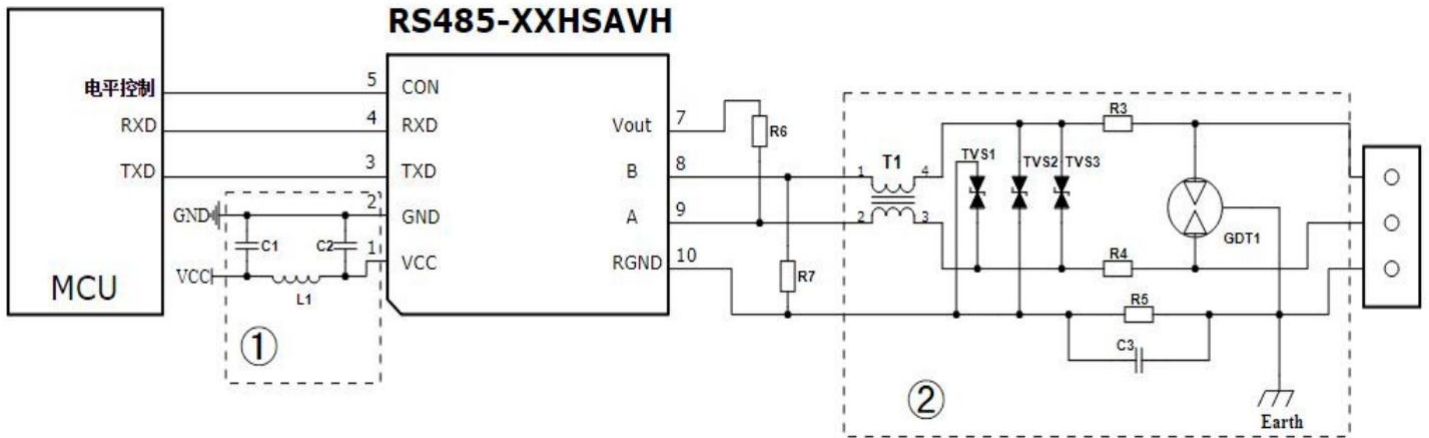 RS485-XXHSAVH
电平控制
5
CON
RXD
4
RXD
Vout
7
R6
R3
TXD
3
TXD
B
8
T1
1
4
TVS1
TVS2
TVS3
GND
2
GND
A
9
2
3
GDT1
C1
C2
1
VCC
VCC
L1
RGND
10
R7
R4
MCU
R5
C3
①
②
Earth